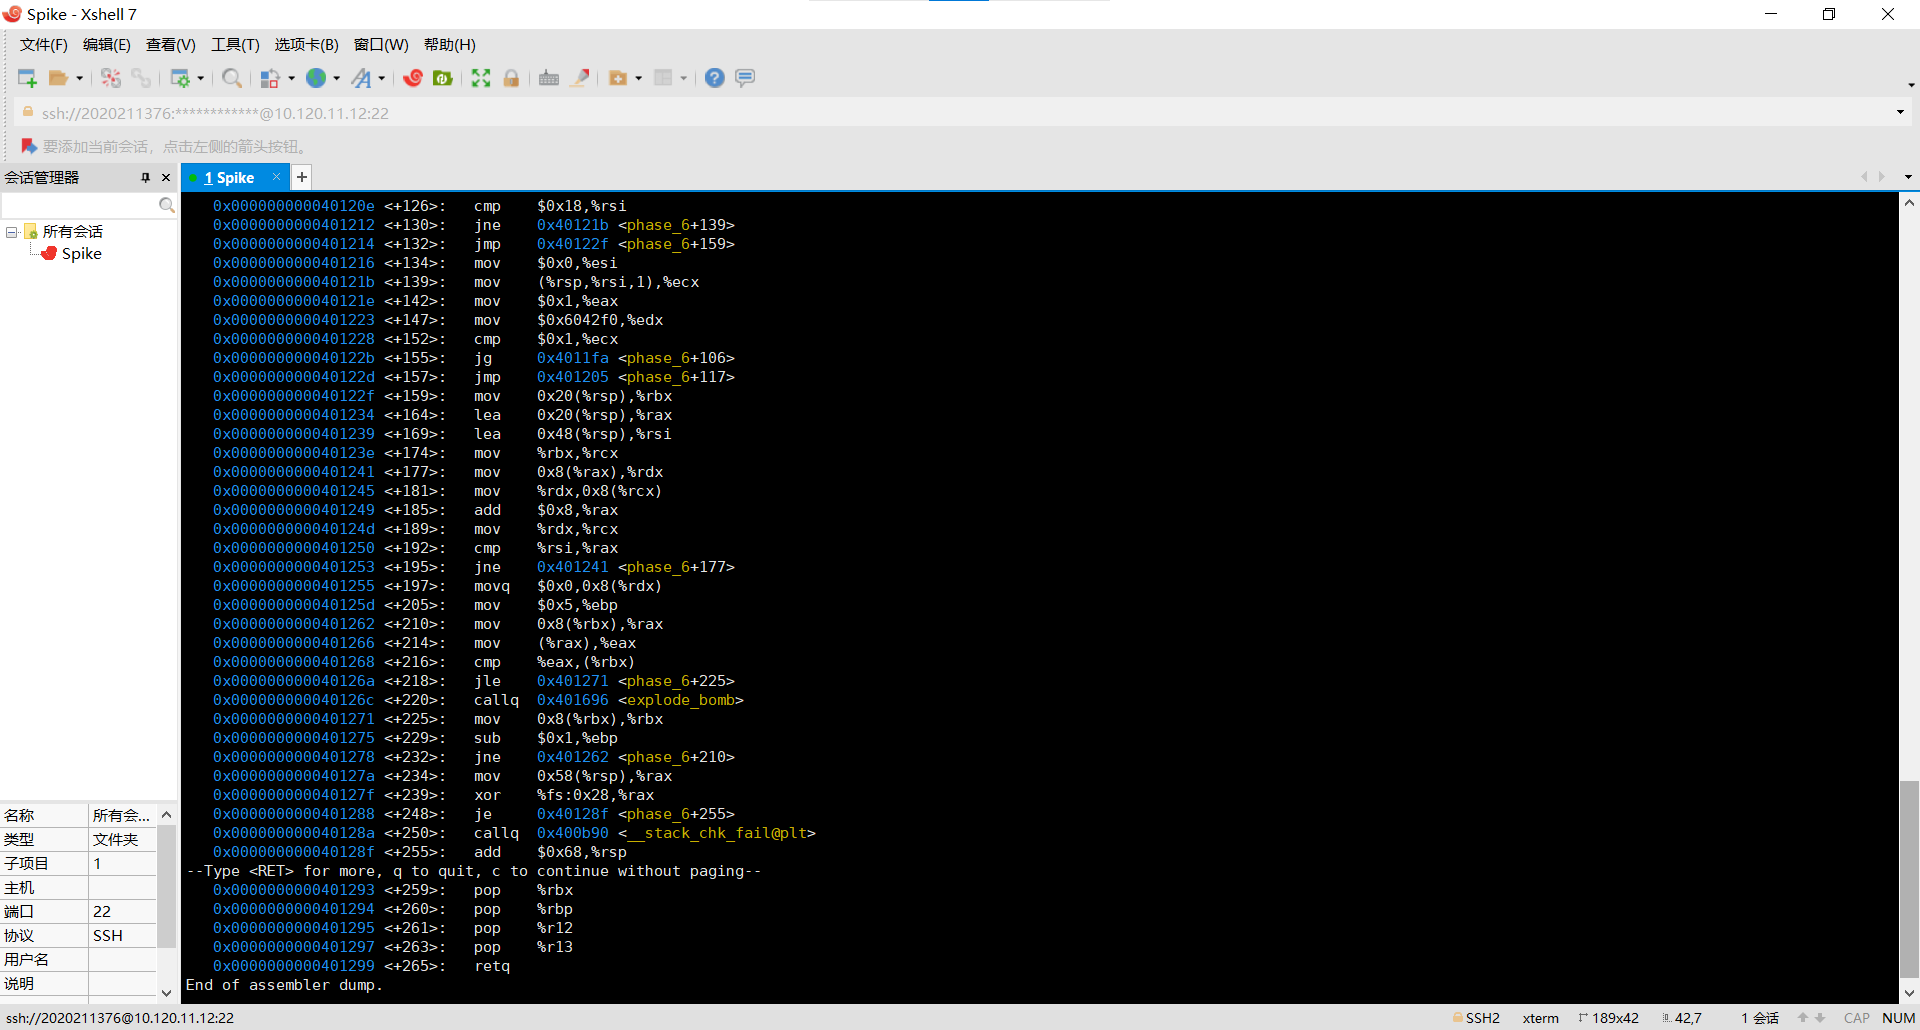 Spike - Xshell 7
文件(F) 编辑(E) 查看(V) 工具(T) 选项卡(B) 窗口(W) 帮助(H)
ssh://2020211376:************@10.120.11.12:22
要添加当前会话，点击左侧的箭头按钮。
会话管理器
1 Spike
所有会话
Spike
0x000000000040120e <+126>: cmp $0x18,%rsi
0x0000000000401212 <+130>: jne 0x40121b <phase_6+139>
0x0000000000401214 <+132>: jmp 0x40122f <phase_6+159>
0x0000000000401216 <+134>: mov $0x0,%esi
0x000000000040121b <+139>: mov (%rsp,%rsi,1),%ecx
0x000000000040121e <+142>: mov $0x1,%eax
0x0000000000401223 <+147>: mov $0x6042f0,%edx
0x0000000000401228 <+152>: cmp $0x1,%ecx
0x000000000040122b <+155>: jg 0x4011fa <phase_6+106>
0x000000000040122d <+157>: jmp 0x401205 <phase_6+117>
0x000000000040122f <+159>: mov 0x20(%rsp),%rbx
0x0000000000401234 <+164>: lea 0x20(%rsp),%rax
0x0000000000401239 <+169>: lea 0x48(%rsp),%rsi
0x000000000040123e <+174>: mov %rbx,%rcx
0x0000000000401241 <+177>: mov 0x8(%rax),%rdx
0x0000000000401245 <+181>: mov %rdx,0x8(%rcx)
0x0000000000401249 <+185>: add $0x8,%rax
0x000000000040124d <+189>: mov %rdx,%rcx
0x0000000000401250 <+192>: cmp %rsi,%rax
0x0000000000401253 <+195>: jne 0x401241 <phase_6+177>
0x0000000000401255 <+197>: movq $0x0,0x8(%rdx)
0x000000000040125d <+205>: mov $0x5,%ebp
0x0000000000401262 <+210>: mov 0x8(%rbx),%rax
0x0000000000401266 <+214>: mov (%rax),%eax
0x0000000000401268 <+216>: cmp %eax,(%rbx)
0x000000000040126a <+218>: jle 0x401271 <phase_6+225>
0x000000000040126c <+220>: callq 0x401696 <explode_bomb>
0x0000000000401271 <+225>: mov 0x8(%rbx),%rbx
0x0000000000401275 <+229>: sub $0x1,%ebp
0x0000000000401278 <+232>: jne 0x401262 <phase_6+210>
0x000000000040127a <+234>: mov 0x58(%rsp),%rax
0x000000000040127f <+239>: xor %fs:0x28,%rax
0x0000000000401288 <+248>: je 0x40128f <phase_6+255>
0x000000000040128a <+250>: callq 0x400b90 <__stack_chk_fail@plt>
0x000000000040128f <+255>: add $0x68,%rsp
--Type <RET> for more, q to quit, c to continue without paging--
0x0000000000401293 <+259>: pop %rbx
0x0000000000401294 <+260>: pop %rbp
0x0000000000401295 <+261>: pop %r12
0x0000000000401297 <+263>: pop %r13
0x0000000000401299 <+265>: retq
End of assembler dump.
名称 所有会...
类型 文件夹
子项目 1
主机
端口 22
协议 SSH
用户名
说明
ssh://2020211376@10.120.11.12:22 SSH2 xterm 189x42 42,7 1 会话 CAP NUM